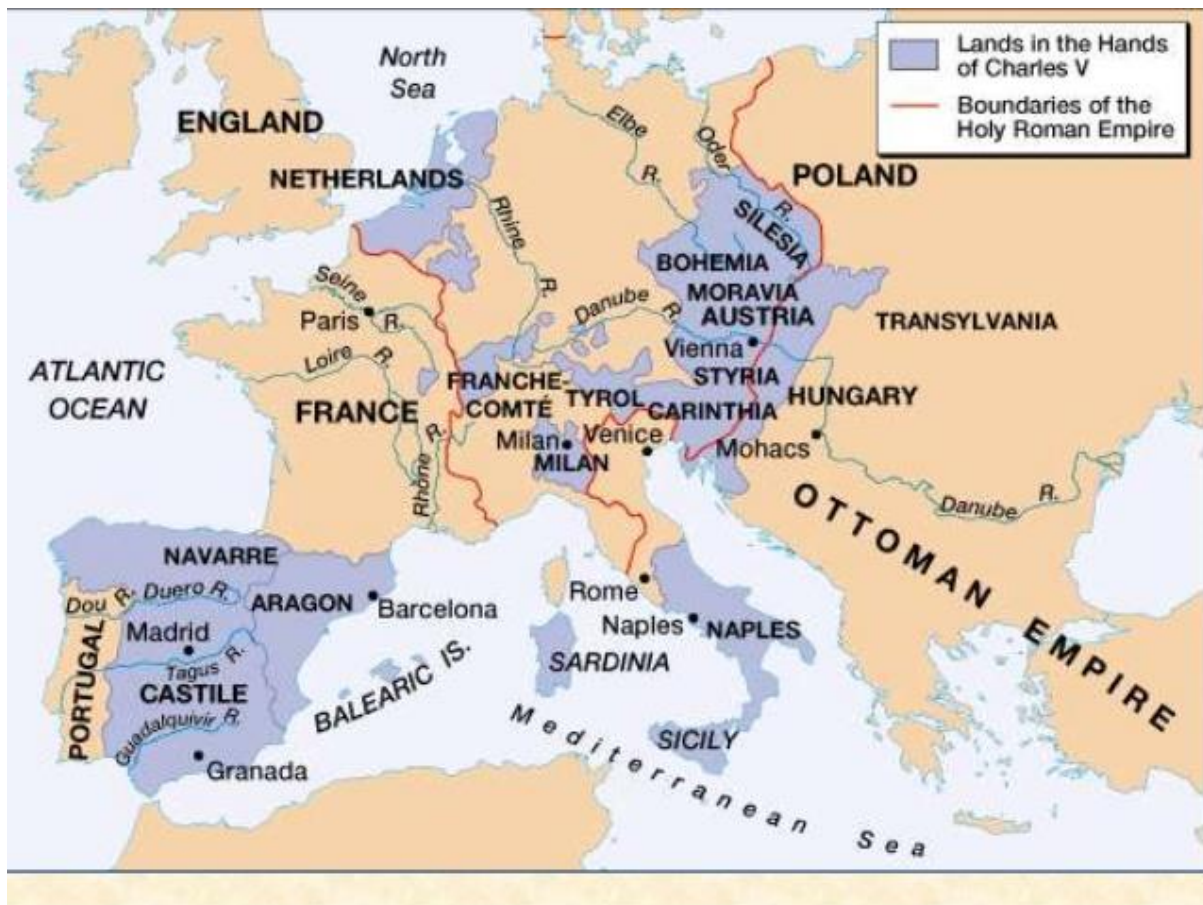 Lands in the Hands
of Charles V
Boundaries of the
Holy Roman Empire
North
Sea
ENGLAND
NETHERLANDS
Elbe
R.
Oder
R.
POLAND
SILESIA
Rhine
R.
BOHEMIA
MORAVIA
AUSTRIA
Seine
R.
Paris
Danube
R.
Vienna
STYRIA
TRANSYLVANIA
ATLANTIC
OCEAN
Loire
R.
FRANCE
FRANCHE-
COMTÉ
TYROL
CARINTHIA
HUNGARY
Milan
MILAN
Venice
Mohacs
Rhône
R.
Danube
R.
OTTOMAN
EMPIRE
NAVARRE
Dou
R.
Duero R.
ARAGON
Barcelona
Madrid
Tagus R.
PORTUGAL
CASTILE
Guadalquivir R.
Granada
BALEARIC IS.
Rome
Naples
NAPLES
SARDINIA
SICILY
Mediterranean Sea